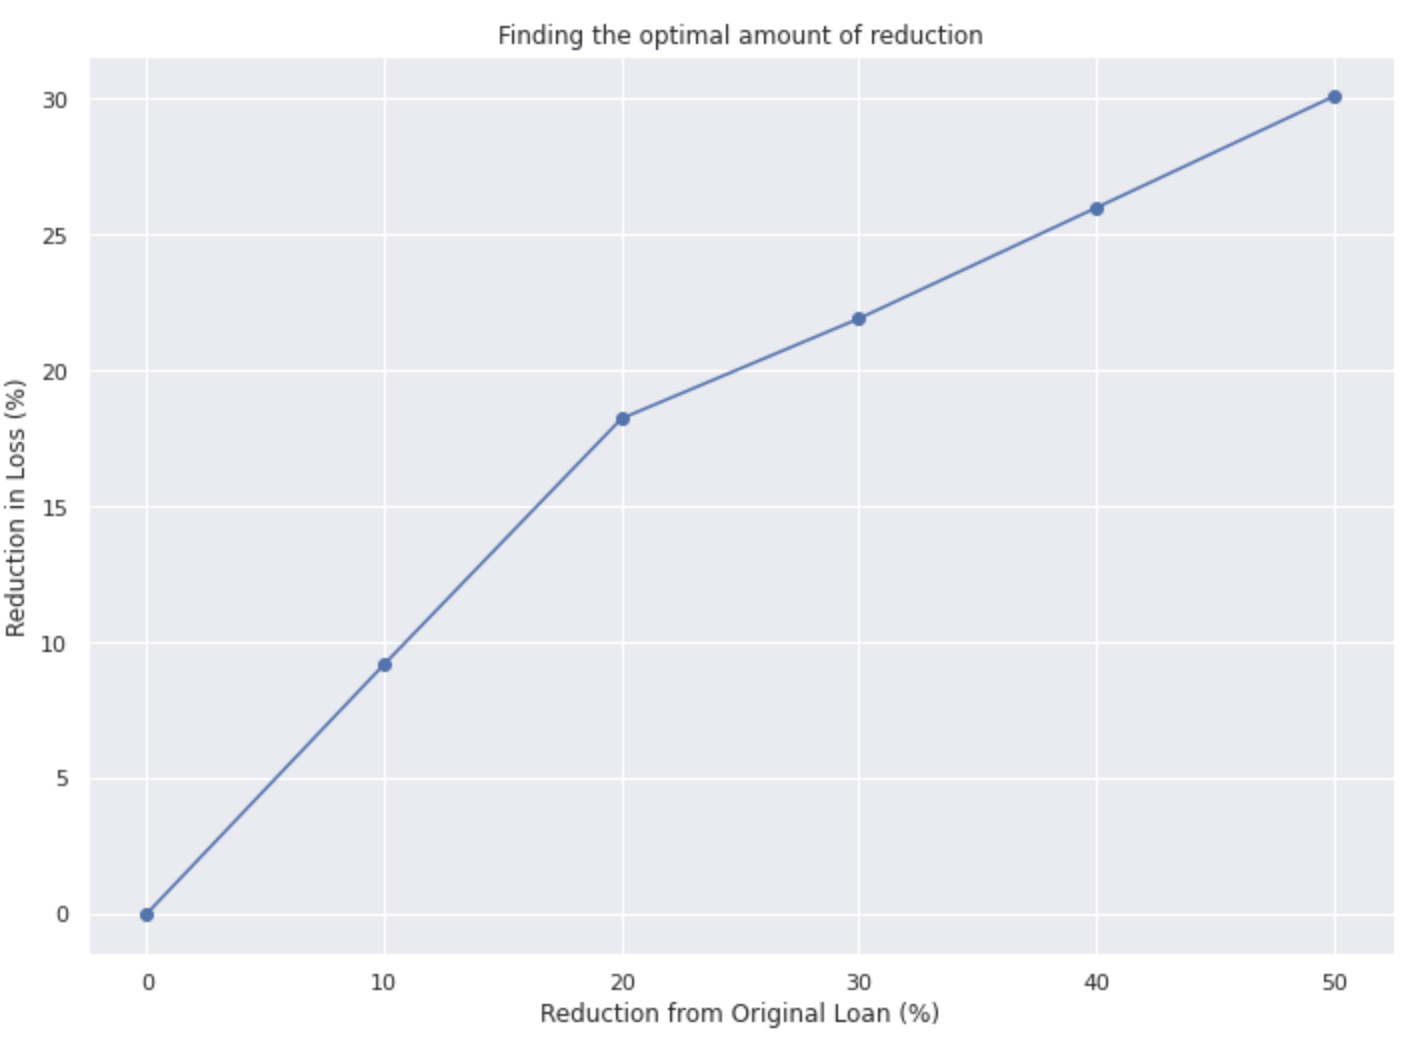 Finding the optimal amount of reduction
30
25
20
15
10
5
0
Reduction in Loss (%)
0 10 20 30 40 50
Reduction from Original Loan (%)